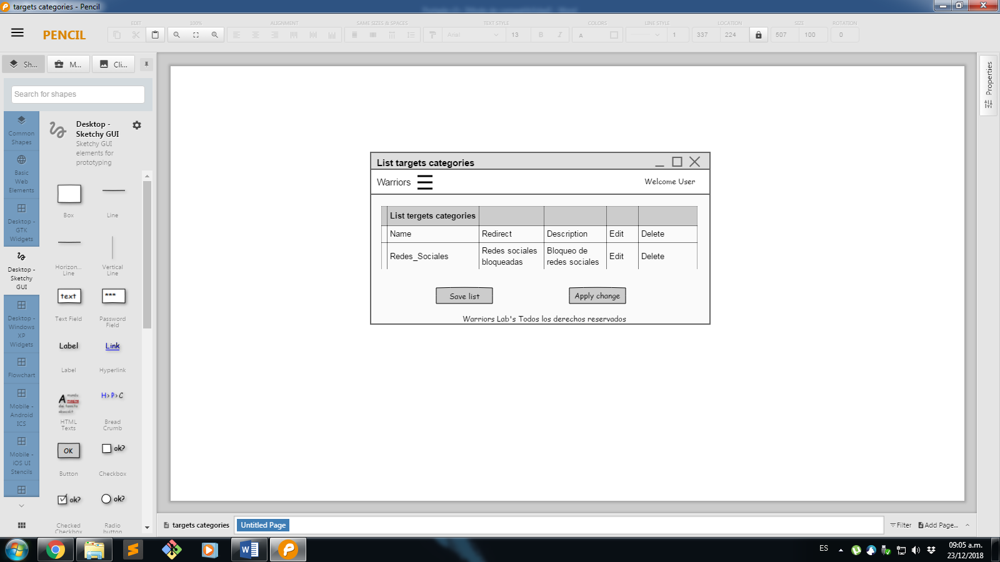 targets categories - Pencil
PENCIL
EDIT
100%
ALIGNMENT
SAME SIZES & SPACES
TEXT STYLE
COLORS
LINE STYLE
LOCATION
SIZE
ROTATION
Arial
13
B
I
A
1
337
224
507
100
0
Sh...
M...
Cli...
Properties
Search for shapes
Common
Shapes
Basic
Web
Elements
Desktop -
GTK
Widgets
Desktop -
Sketchy
GUI
Desktop -
Windows
XP
Widgets
Flowchart
Mobile -
Android
ICS
Mobile -
iOS UI
Stencils
Desktop -
Sketchy GUI
Sketchy GUI
elements for
prototyping
Box
Line
Horizon...
Line
Vertical
Line
text
***
Text Field
Password
Field
Label
Link
Label
Hyperlink
A
H>P>C
HTML
Texts
Bread
Crumb
OK
ok?
Button
Checkbox
ok?
ok?
Checked
Checkbox
Radio
button
List targets categories
Warriors
Welcome User
List tergets categories
Name Redirect Description Edit Delete
Redes_Sociales Redes sociales bloqueadas Bloqueo de redes sociales Edit Delete
Save list
Apply change
Warriors Lab's Todos los derechos reservados
targets categories
Untitled Page
Filter
Add Page...
W
P
ES
09:05 a.m.
23/12/2018